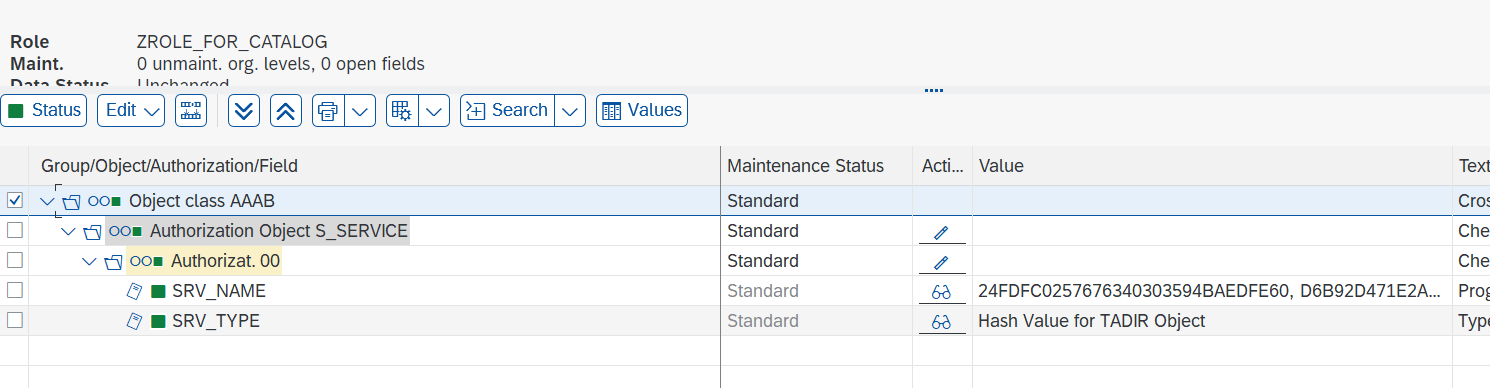 Role ZROLE_FOR_CATALOG
Maint. 0 unmaint. org. levels, 0 open fields
Data Status Unchanged
Status Edit Search Values
Group/Object/Authorization/Field Maintenance Status Acti... Value Text
Object class AAAB Standard Cros
Authorization Object S_SERVICE Standard Che
Authorizat. 00 Standard Che
SRV_NAME Standard 24FDFC0257676340303594BAEDFE60, D6B92D471E2A... Prog
SRV_TYPE Standard Hash Value for TADIR Object Type